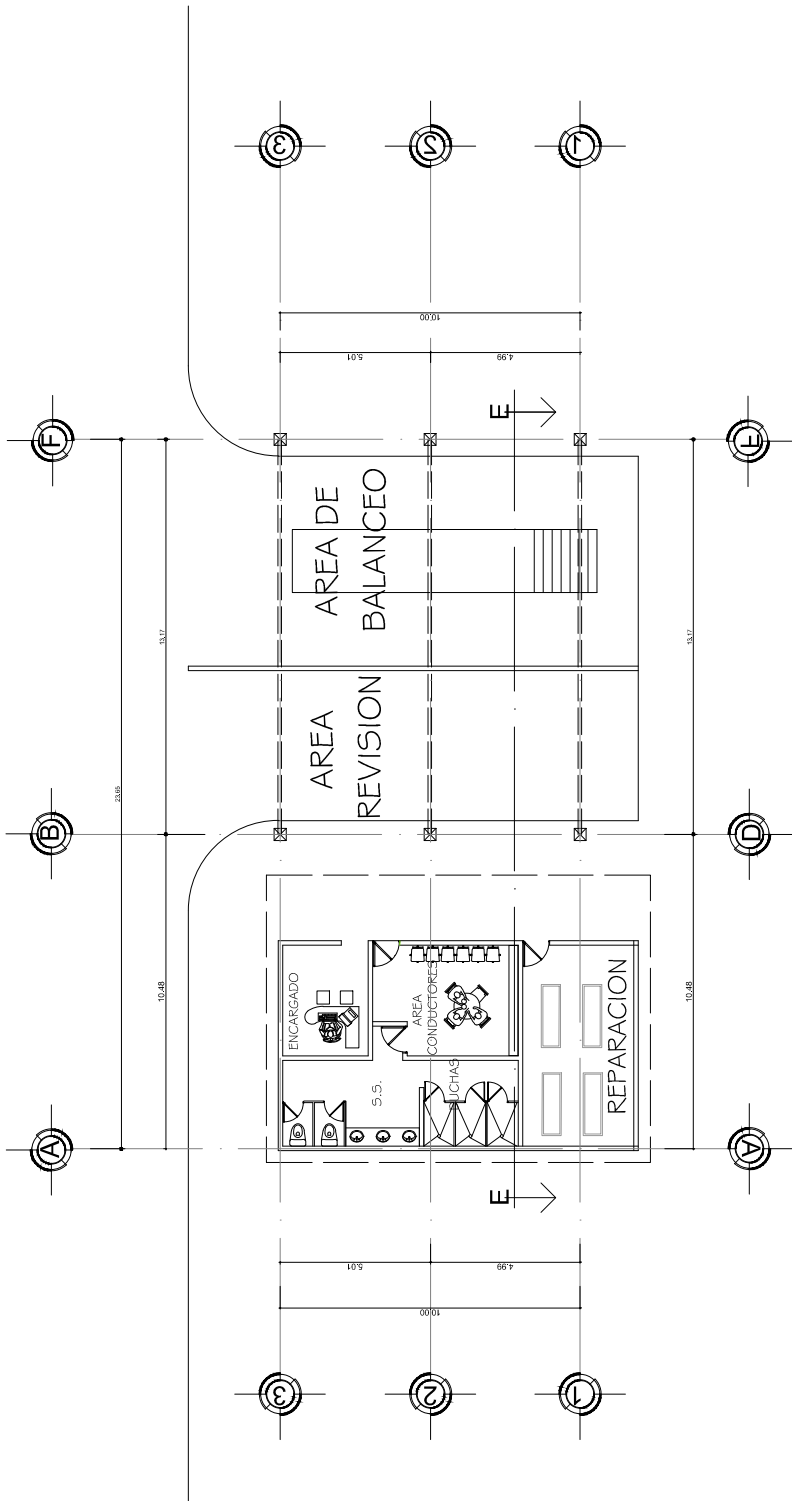 3
2
1
10.00
5.01
4.99
E
F
F
23.65
13.17
13.17
AREA DE
BALANCEO
AREA
REVISION
B
D
10.48
10.48
ENCARGADO
AREA
CONDUCTORES
S.S.
UCHAS
REPARACION
A
A
E
5.01
4.99
10.00
3
2
1